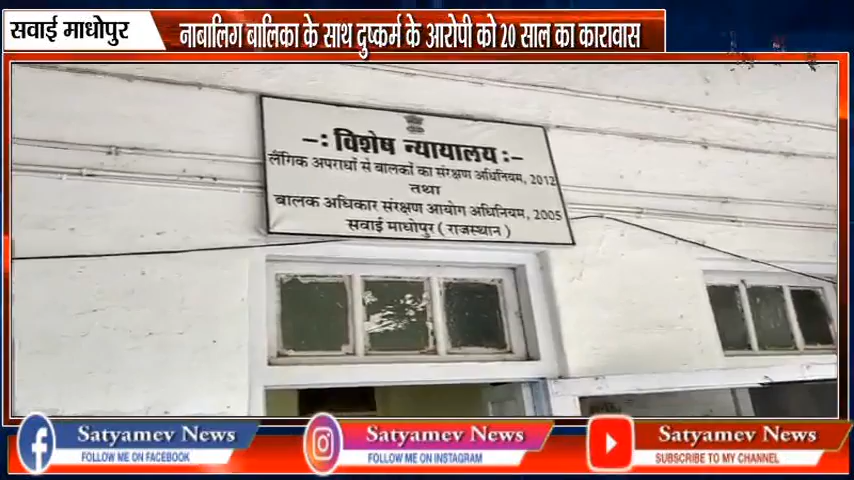 सवाई माधोपुर
नाबालिग बालिका के साथ दुष्कर्म के आरोपी को 20 साल का कारावास
-: विशेष न्यायालय :-
लैंगिक अपराधों से बालकों का संरक्षण अधिनियम, 2012
तथा
बालक अधिकार संरक्षण आयोग अधिनियम, 2005
सवाई माधोपुर ( राजस्थान )
Satyamev News
FOLLOW ME ON FACEBOOK
Satyamev News
FOLLOW ME ON INSTAGRAM
Satyamev News
SUBSCRIBE TO MY CHANNEL